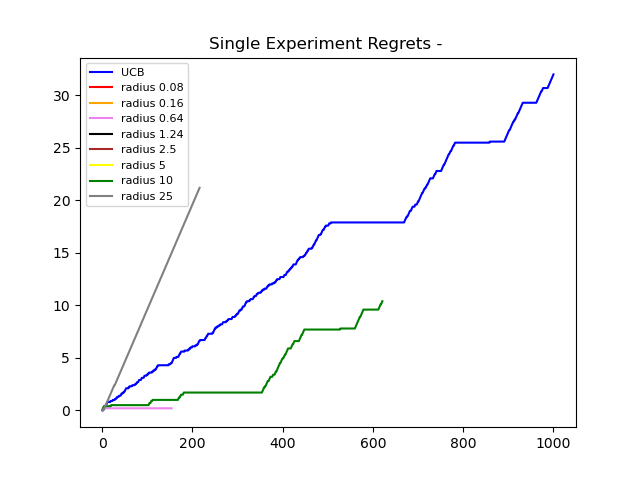 Single Experiment Regrets -
UCB
radius 0.08
radius 0.16
radius 0.64
radius 1.24
radius 2.5
radius 5
radius 10
radius 25
30
25
20
15
10
5
0
0 200 400 600 800 1000